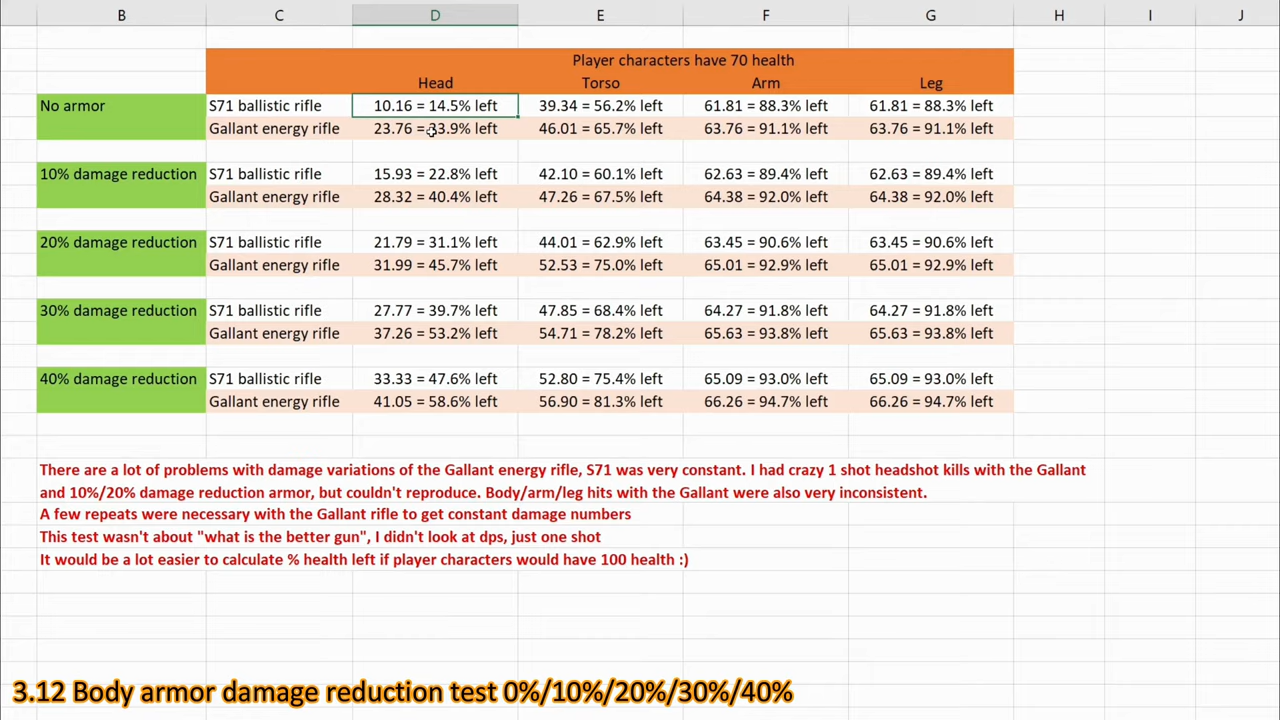 B C D E F G H I J
Player characters have 70 health
Head Torso Arm Leg
No armor S71 ballistic rifle 10.16 = 14.5% left 39.34 = 56.2% left 61.81 = 88.3% left 61.81 = 88.3% left
Gallant energy rifle 23.76 = 33.9% left 46.01 = 65.7% left 63.76 = 91.1% left 63.76 = 91.1% left
10% damage reduction S71 ballistic rifle 15.93 = 22.8% left 42.10 = 60.1% left 62.63 = 89.4% left 62.63 = 89.4% left
Gallant energy rifle 28.32 = 40.4% left 47.26 = 67.5% left 64.38 = 92.0% left 64.38 = 92.0% left
20% damage reduction S71 ballistic rifle 21.79 = 31.1% left 44.01 = 62.9% left 63.45 = 90.6% left 63.45 = 90.6% left
Gallant energy rifle 31.99 = 45.7% left 52.53 = 75.0% left 65.01 = 92.9% left 65.01 = 92.9% left
30% damage reduction S71 ballistic rifle 27.77 = 39.7% left 47.85 = 68.4% left 64.27 = 91.8% left 64.27 = 91.8% left
Gallant energy rifle 37.26 = 53.2% left 54.71 = 78.2% left 65.63 = 93.8% left 65.63 = 93.8% left
40% damage reduction S71 ballistic rifle 33.33 = 47.6% left 52.80 = 75.4% left 65.09 = 93.0% left 65.09 = 93.0% left
Gallant energy rifle 41.05 = 58.6% left 56.90 = 81.3% left 66.26 = 94.7% left 66.26 = 94.7% left
There are a lot of problems with damage variations of the Gallant energy rifle, S71 was very constant. I had crazy 1 shot headshot kills with the Gallant
and 10%/20% damage reduction armor, but couldn't reproduce. Body/arm/leg hits with the Gallant were also very inconsistent.
A few repeats were necessary with the Gallant rifle to get constant damage numbers
This test wasn't about "what is the better gun", I didn't look at dps, just one shot
It would be a lot easier to calculate % health left if player characters would have 100 health :)
3.12 Body armor damage reduction test 0%/10%/20%/30%/40%